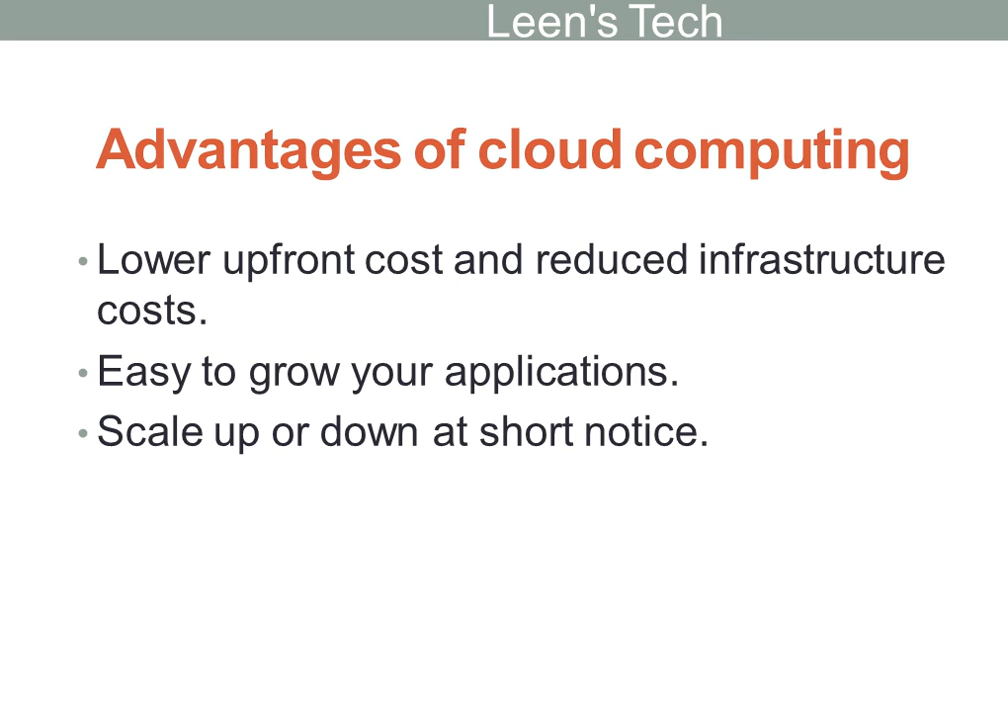 Leen's Tech
Advantages of cloud computing
• Lower upfront cost and reduced infrastructure
costs.
• Easy to grow your applications.
• Scale up or down at short notice.